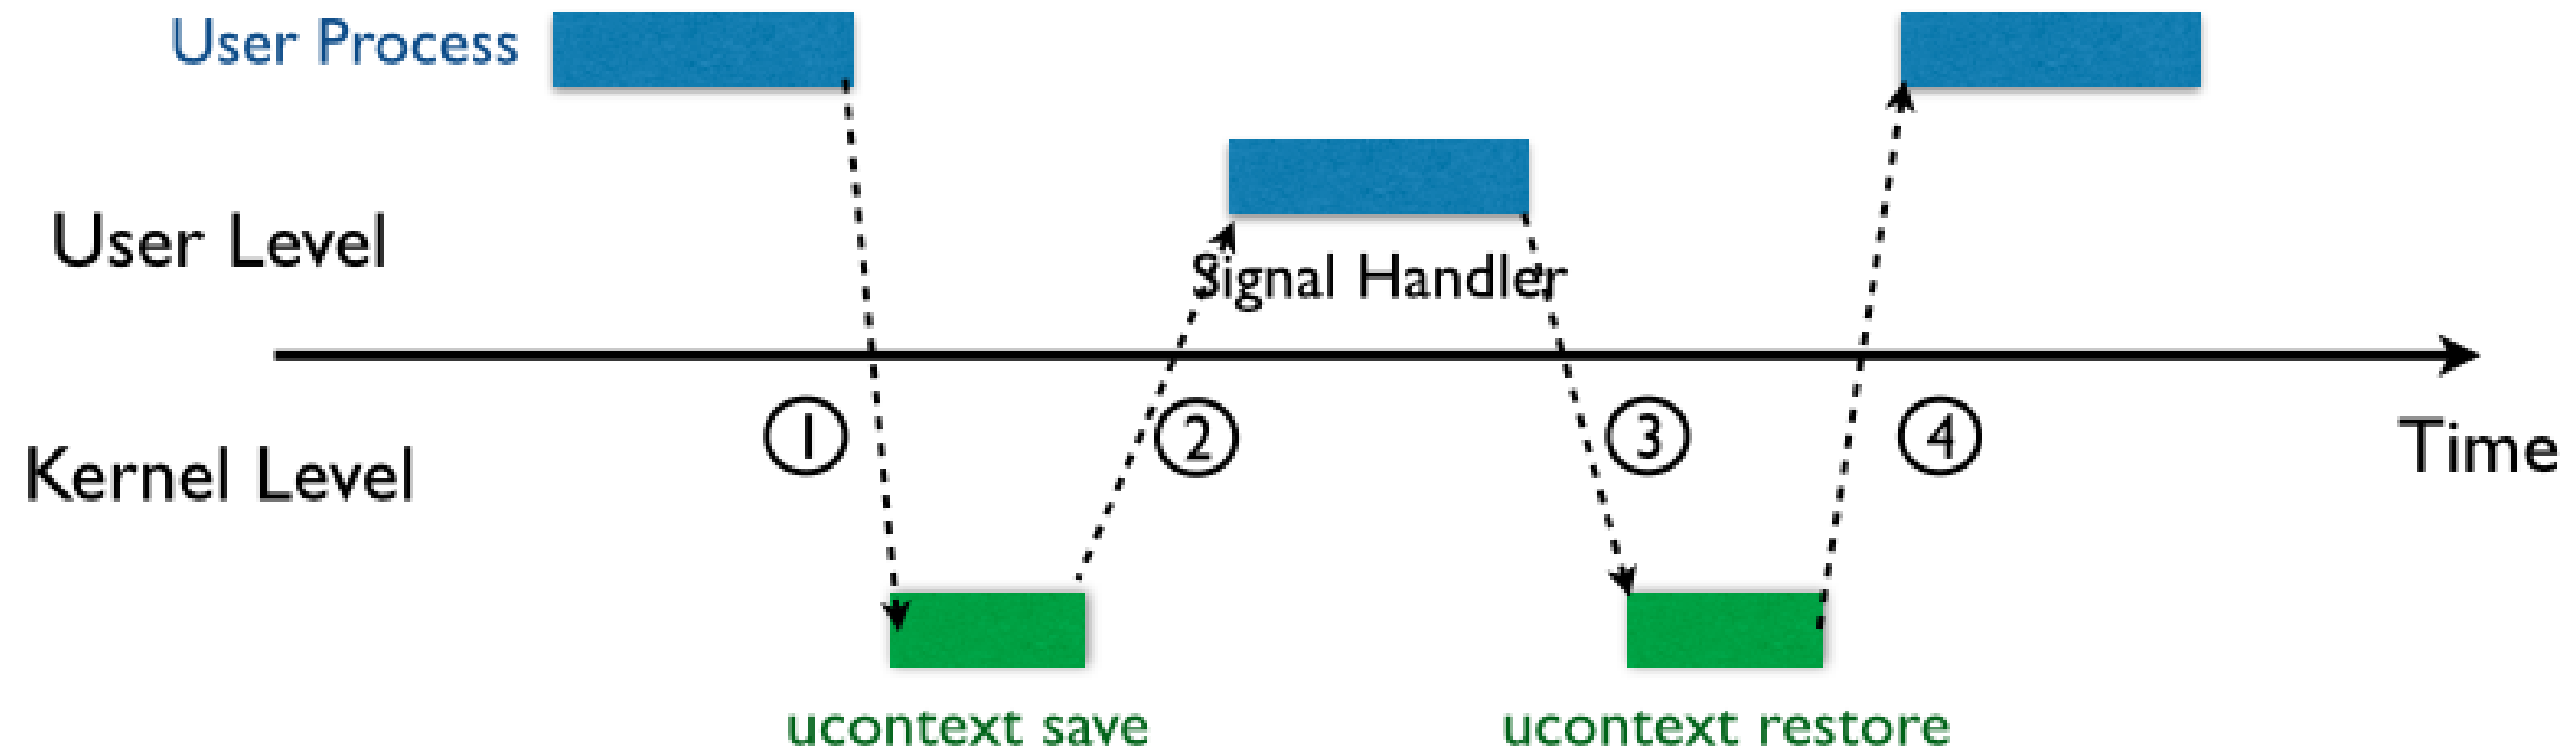 User Process
User Level
Signal Handler
1
2
3
4
Kernel Level
Time
ucontext save
ucontext restore